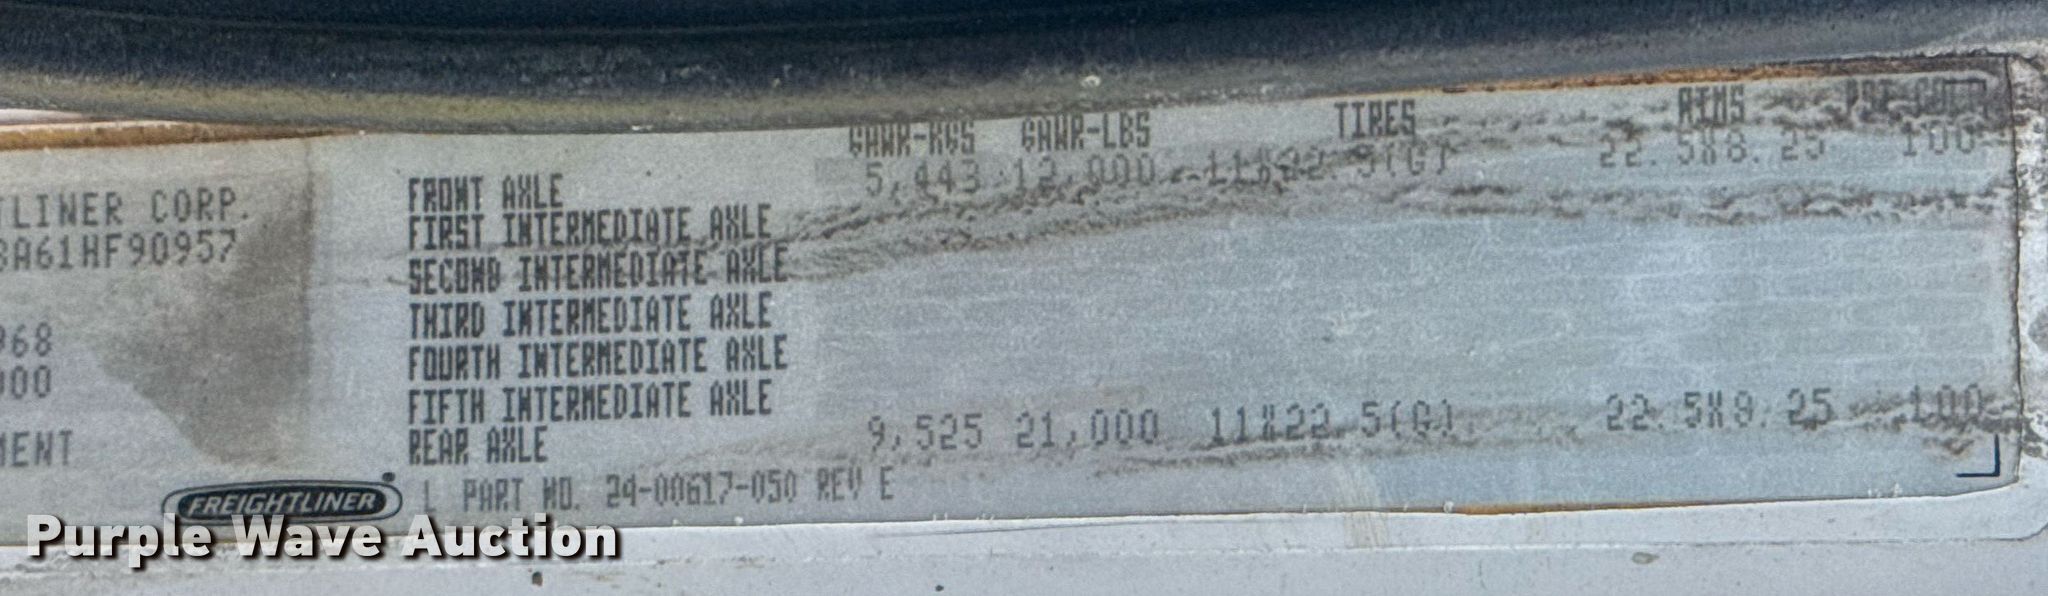 GAWR-KGS GAWR-LBS TIRES RIMS PSI-COLD
FRONT AXLE 5,443 12,000 11X22.5(G) 22.5X8.25 100
TLINER CORP. FIRST INTERMEDIATE AXLE
BA61HF90957 SECOND INTERMEDIATE AXLE
THIRD INTERMEDIATE AXLE
968 FOURTH INTERMEDIATE AXLE
000 FIFTH INTERMEDIATE AXLE
MENT REAR AXLE 9,525 21,000 11X22.5(G) 22.5X8.25 100
FREIGHTLINER L PART NO. 24-00617-050 REV E
Purple Wave Auction